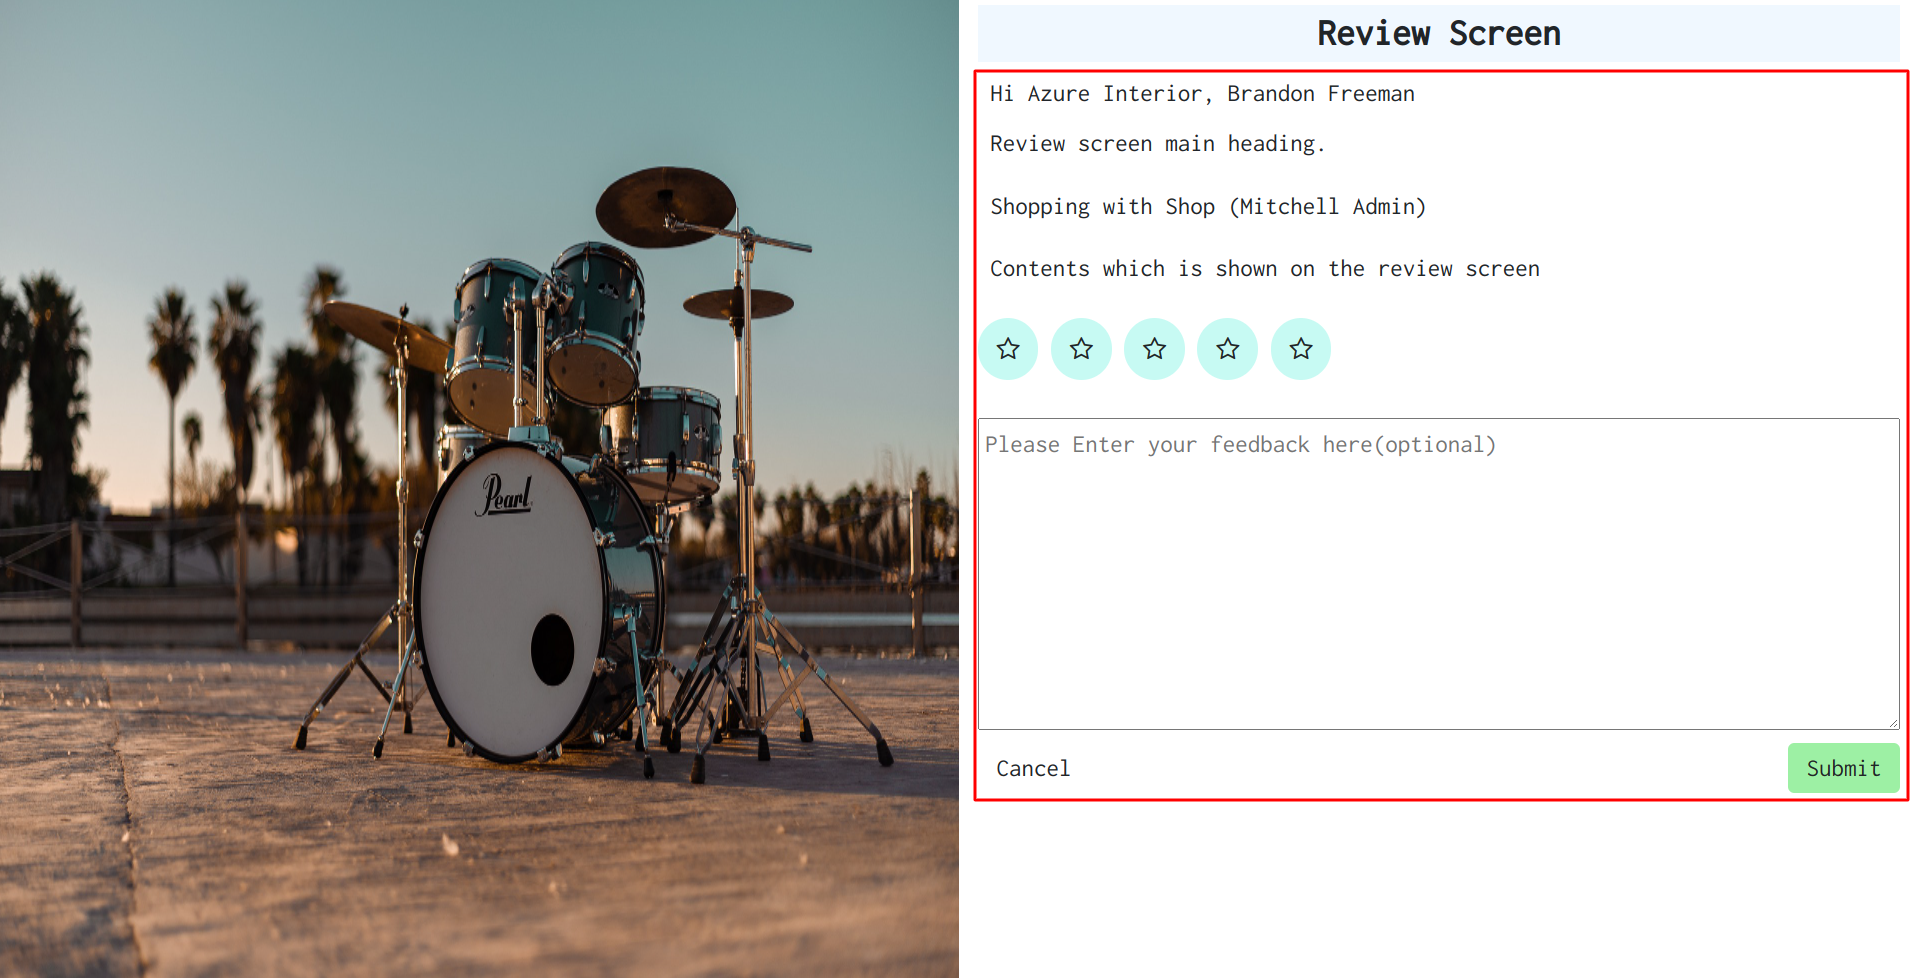 Pearl
Review Screen
Hi Azure Interior, Brandon Freeman
Review screen main heading.
Shopping with Shop (Mitchell Admin)
Contents which is shown on the review screen
Please Enter your feedback here(optional)
Cancel
Submit